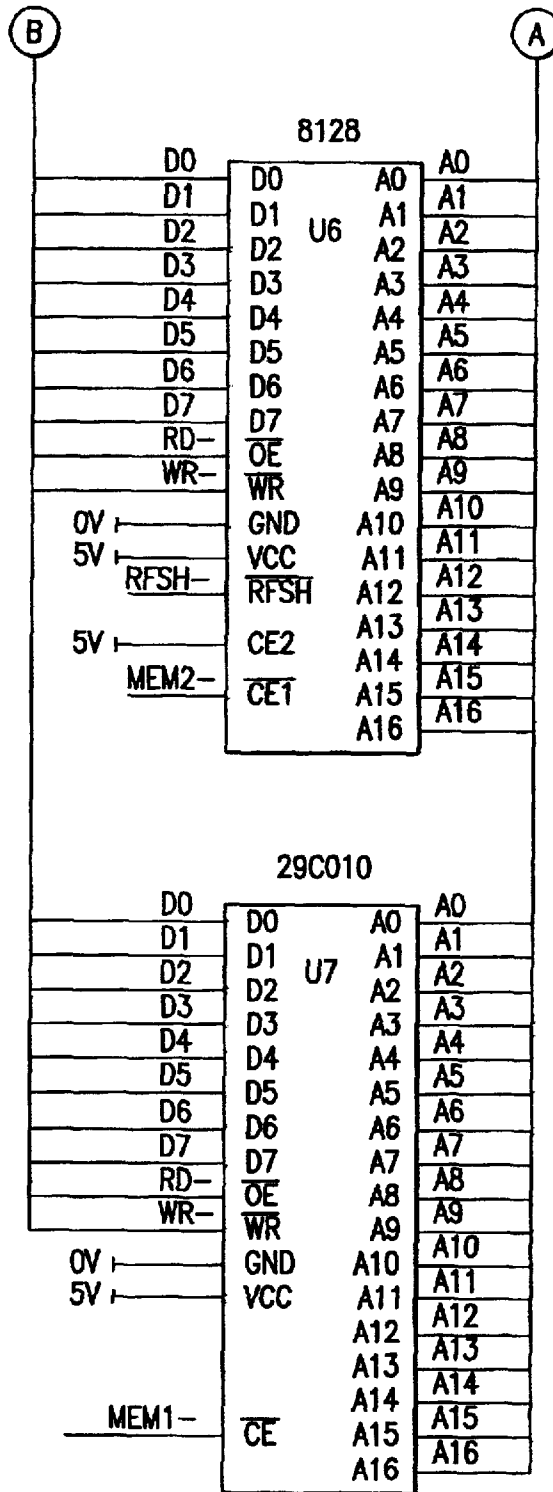 B A
8128
D0 D0 A0 A0
D1 D1 U6 A1 A1
D2 D2 A2 A2
D3 D3 A3 A3
D4 D4 A4 A4
D5 D5 A5 A5
D6 D6 A6 A6
D7 D7 A7 A7
RD- OE A8 A8
WR- WR A9 A9
0V GND A10 A10
5V VCC A11 A11
RFSH- RFSH A12 A12
A13 A13
5V CE2 A14 A14
MEM2- CE1 A15 A15
A16 A16
29C010
D0 D0 A0 A0
D1 D1 U7 A1 A1
D2 D2 A2 A2
D3 D3 A3 A3
D4 D4 A4 A4
D5 D5 A5 A5
D6 D6 A6 A6
D7 D7 A7 A7
RD- OE A8 A8
WR- WR A9 A9
0V GND A10 A10
5V VCC A11 A11
A12 A12
A13 A13
A14 A14
MEM1- CE A15 A15
A16 A16